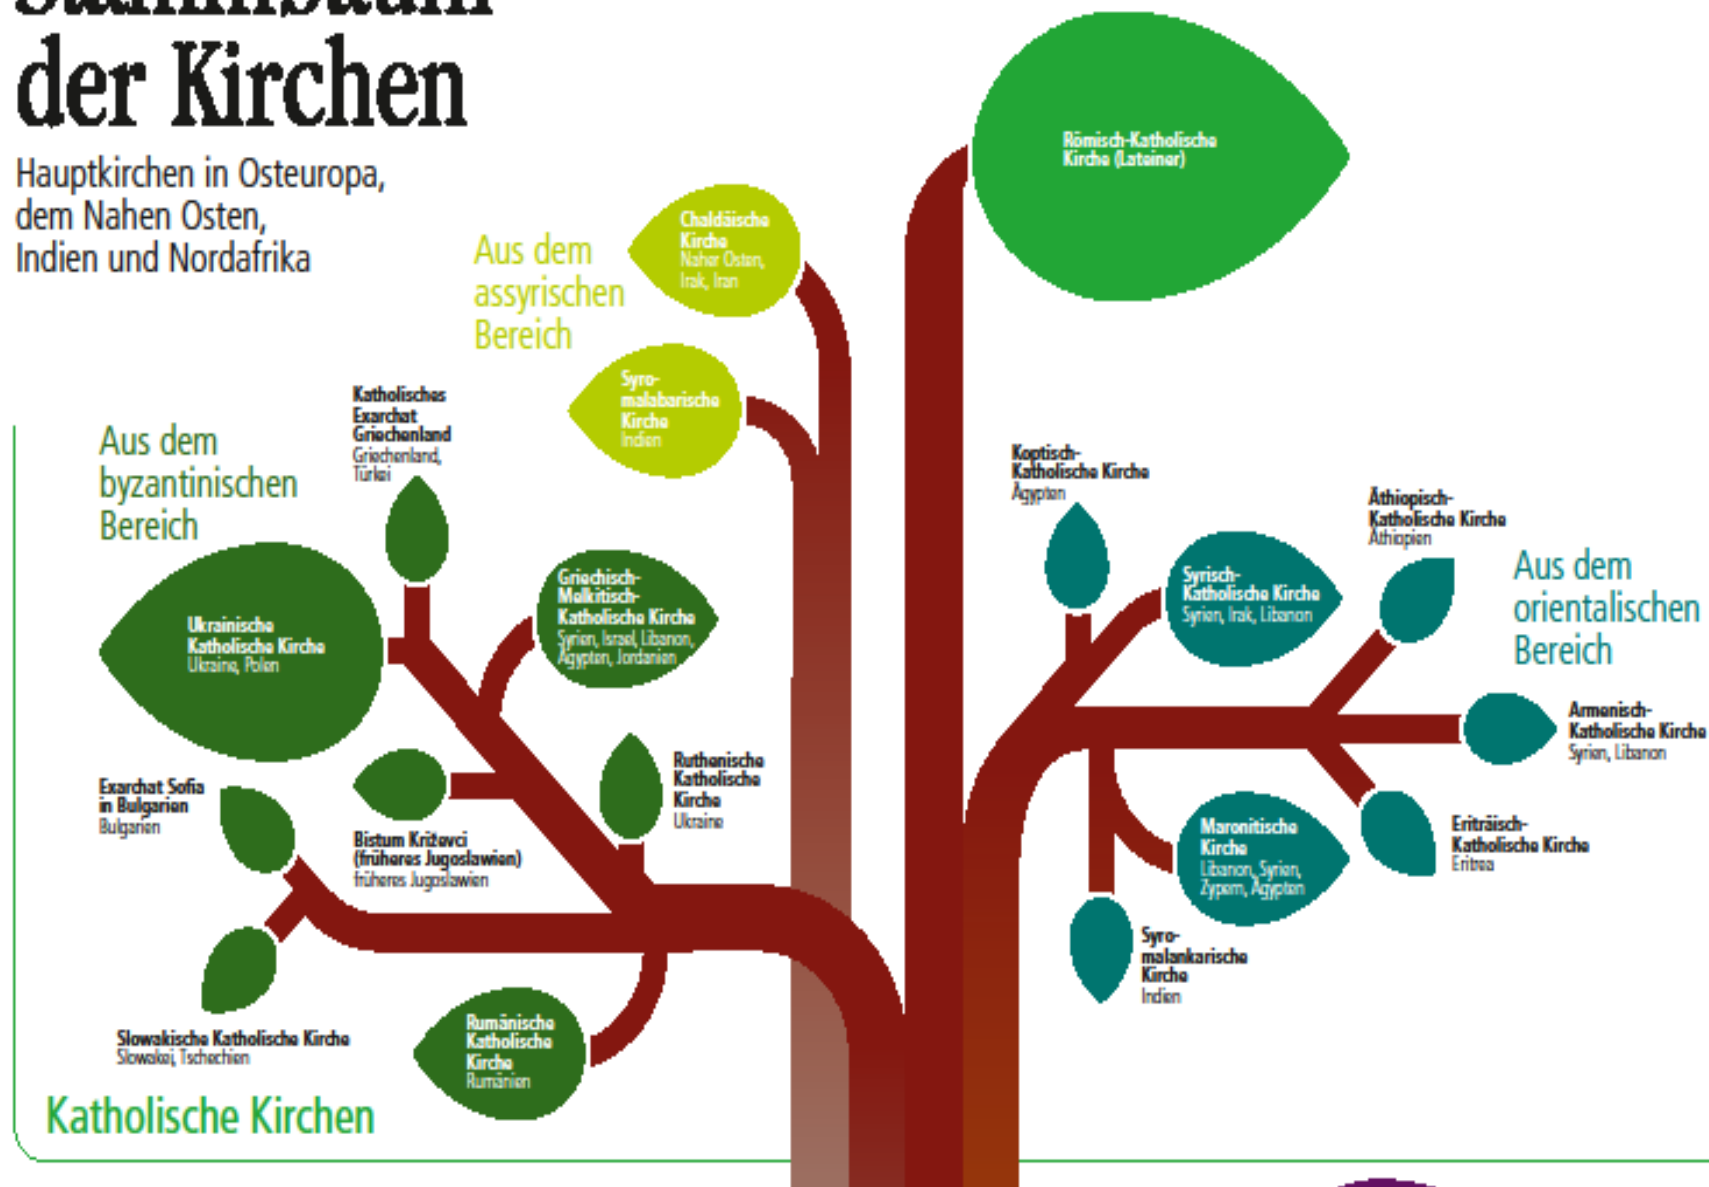 Stammbaum
der Kirchen
Hauptkirchen in Osteuropa,
dem Nahen Osten,
Indien und Nordafrika
Römisch-Katholische
Kirche (Lateiner)
Aus dem
assyrischen
Bereich
Chaldäische
Kirche
Naher Osten,
Irak, Iran
Syro-
malabarische
Kirche
Indien
Aus dem
byzantinischen
Bereich
Katholisches
Exarchat
Griechenland
Griechenland,
Türkei
Ukrainische
Katholische Kirche
Ukraine, Polen
Griechisch-
Melkitisch-
Katholische Kirche
Syrien, Israel, Libanon,
Ägypten, Jordanien
Exarchat Sofia
in Bulgarien
Bulgarien
Bistum Križevci
(früheres Jugoslawien)
früheres Jugoslawien
Ruthenische
Katholische
Kirche
Ukraine
Slowakische Katholische Kirche
Slowakei, Tschechien
Rumänische
Katholische
Kirche
Rumänien
Koptisch-
Katholische Kirche
Ägypten
Syrisch-
Katholische Kirche
Syrien, Irak, Libanon
Äthiopisch-
Katholische Kirche
Äthiopien
Aus dem
orientalischen
Bereich
Armenisch-
Katholische Kirche
Syrien, Libanon
Maronitische
Kirche
Libanon, Syrien,
Zypern, Ägypten
Eriträisch-
Katholische Kirche
Eritrea
Syro-
malankarische
Kirche
Indien
Katholische Kirchen